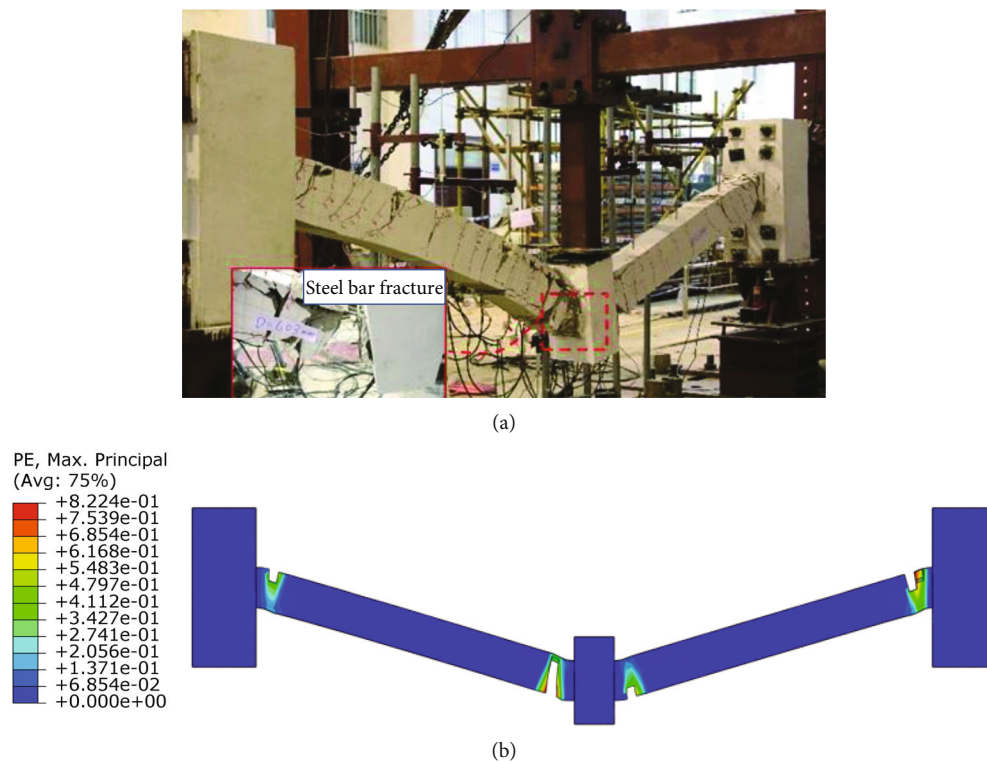 Steel bar fracture
D=603mm
(a)
PE, Max. Principal
(Avg: 75%)
+8.224e-01
+7.539e-01
+6.854e-01
+6.168e-01
+5.483e-01
+4.797e-01
+4.112e-01
+3.427e-01
+2.741e-01
+2.056e-01
+1.371e-01
+6.854e-02
+0.000e+00
(b)